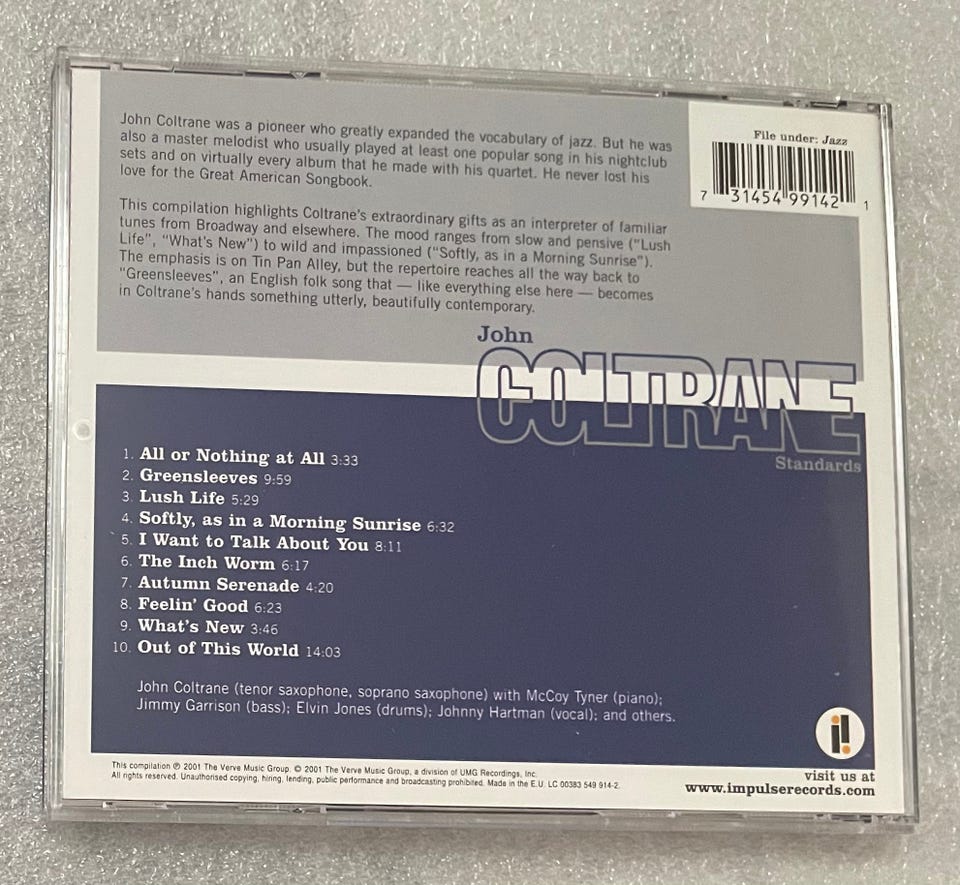 John Coltrane was a pioneer who greatly expanded the vocabulary of jazz. But he was
also a master melodist who usually played at least one popular song in his nightclub
sets and on virtually every album that he made with his quartet. He never lost his
love for the Great American Songbook.
This compilation highlights Coltrane's extraordinary gifts as an interpreter of familiar
tunes from Broadway and elsewhere. The mood ranges from slow and pensive ("Lush
Life", "What's New") to wild and impassioned ("Softly, as in a Morning Sunrise").
The emphasis is on Tin Pan Alley, but the repertoire reaches all the way back to
"Greensleeves", an English folk song that — like everything else here — becomes
in Coltrane's hands something utterly, beautifully contemporary.
File under: Jazz
7 31454 99142 1
John
COLTRANE
Standards
1. All or Nothing at All 3:33
2. Greensleeves 9:59
3. Lush Life 5:29
4. Softly, as in a Morning Sunrise 6:32
5. I Want to Talk About You 8:11
6. The Inch Worm 6:17
7. Autumn Serenade 4:20
8. Feelin' Good 6:23
9. What's New 3:46
10. Out of This World 14:03
John Coltrane (tenor saxophone, soprano saxophone) with McCoy Tyner (piano);
Jimmy Garrison (bass); Elvin Jones (drums); Johnny Hartman (vocal); and others.
i!
This compilation ℗ 2001 The Verve Music Group. © 2001 The Verve Music Group, a division of UMG Recordings, Inc.
All rights reserved. Unauthorised copying, hiring, lending, public performance and broadcasting prohibited. Made in the E.U. LC 00383 549 914-2
visit us at
www.impulserecords.com